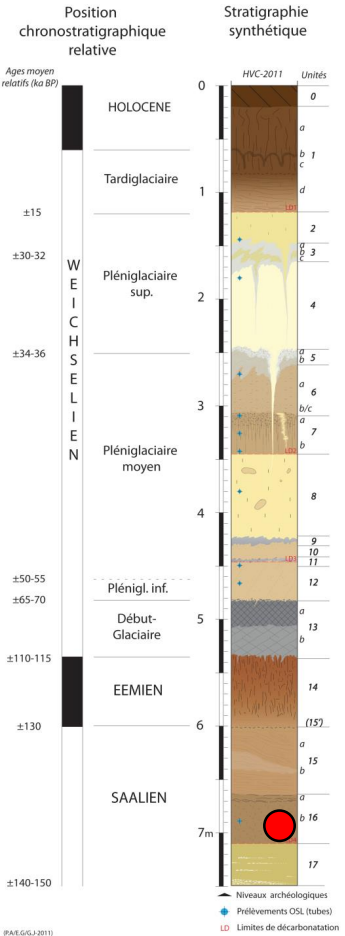 Position
chronostratigraphique
relative
Stratigraphie
synthétique
Ages moyen
relatifs (ka BP)
HVC-2011
Unités
0
0
HOLOCENE
a
b
1
c
Tardiglaciaire
1
d
LD1
±15
2
±30-32
a
b
3
c
WEICHSELIEN
Pléniglaciaire
sup.
2
4
±34-36
a
5
b
a
6
3
b/c
a
7
Pléniglaciaire
moyen
b
LD2
8
4
9
10
LD3
11
±50-55
Plénigl. inf.
12
±65-70
Début-
Glaciaire
5
a
13
b
±110-115
EEMIEN
14
±130
6
(15')
a
15
b
SAALIEN
a
b
16
7m
17
±140-150
Niveaux archéologiques
Prélèvements OSL (tubes)
LD Limites de décarbonatation
(P.A/E.G/G.J-2011)